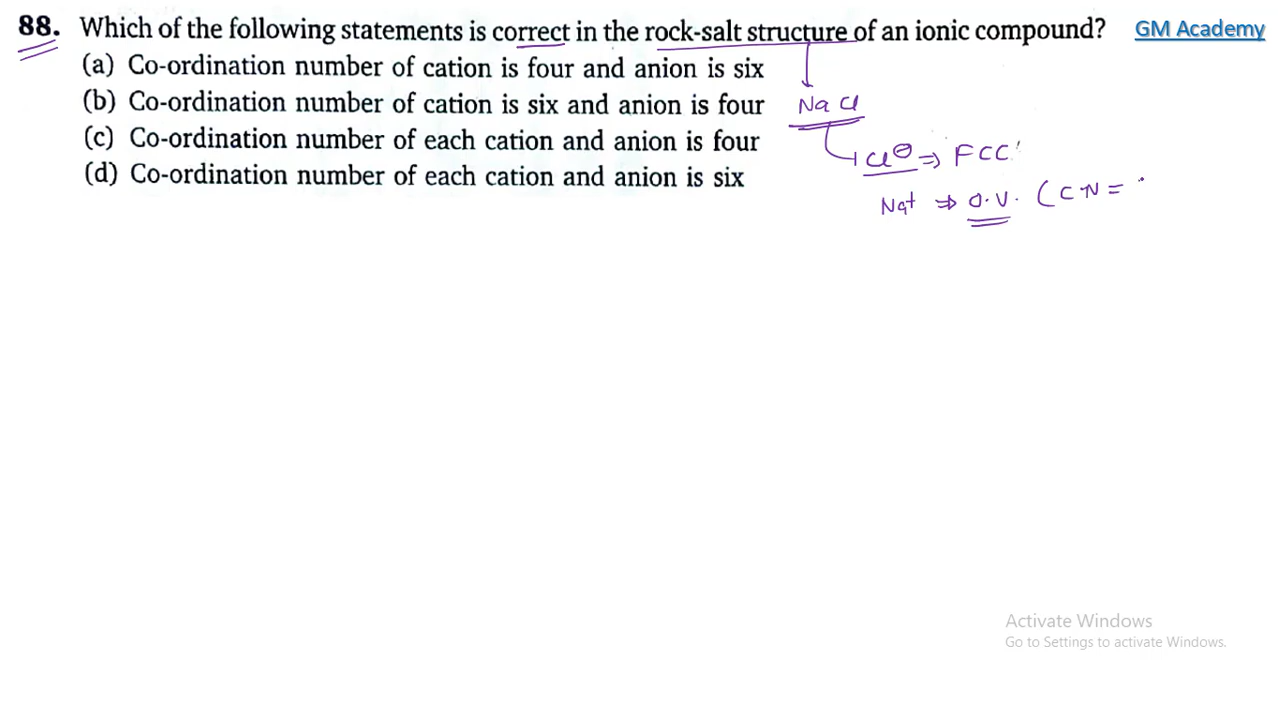 88. Which of the following statements is correct in the rock-salt structure of an ionic compound? GM Academy
(a) Co-ordination number of cation is four and anion is six
(b) Co-ordination number of cation is six and anion is four
(c) Co-ordination number of each cation and anion is four
(d) Co-ordination number of each cation and anion is six
NaCl
Cl⊖ ⇒ FCC
Na+ ⇒ O.V. (CN =
Activate Windows
Go to Settings to activate Windows.